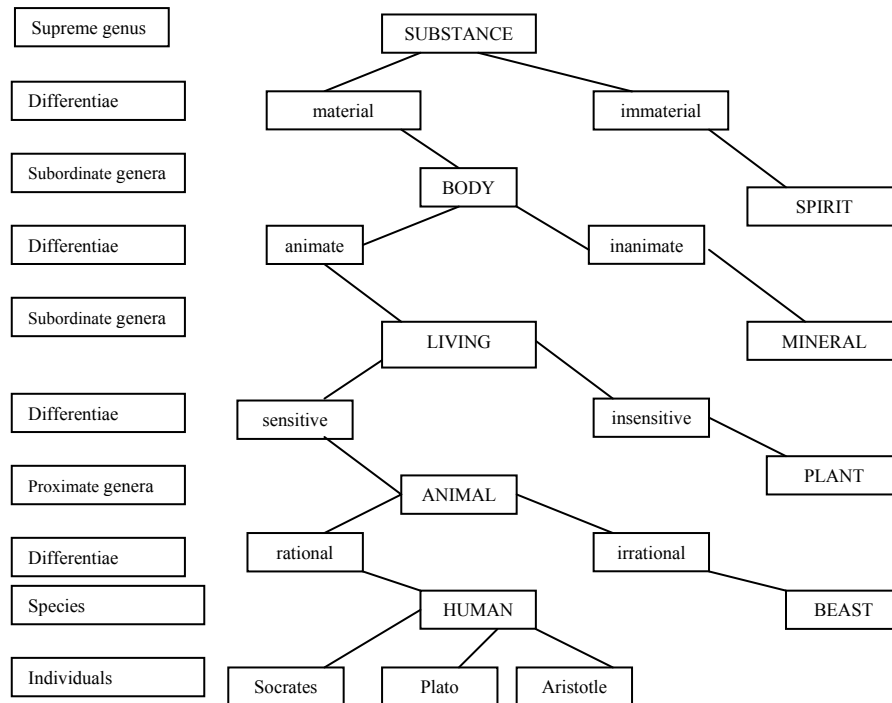 Supreme genus
SUBSTANCE
Differentiae
material
immaterial
Subordinate genera
BODY
SPIRIT
Differentiae
animate
inanimate
Subordinate genera
LIVING
MINERAL
Differentiae
sensitive
insensitive
Proximate genera
ANIMAL
PLANT
Differentiae
rational
irrational
Species
HUMAN
BEAST
Individuals
Socrates
Plato
Aristotle